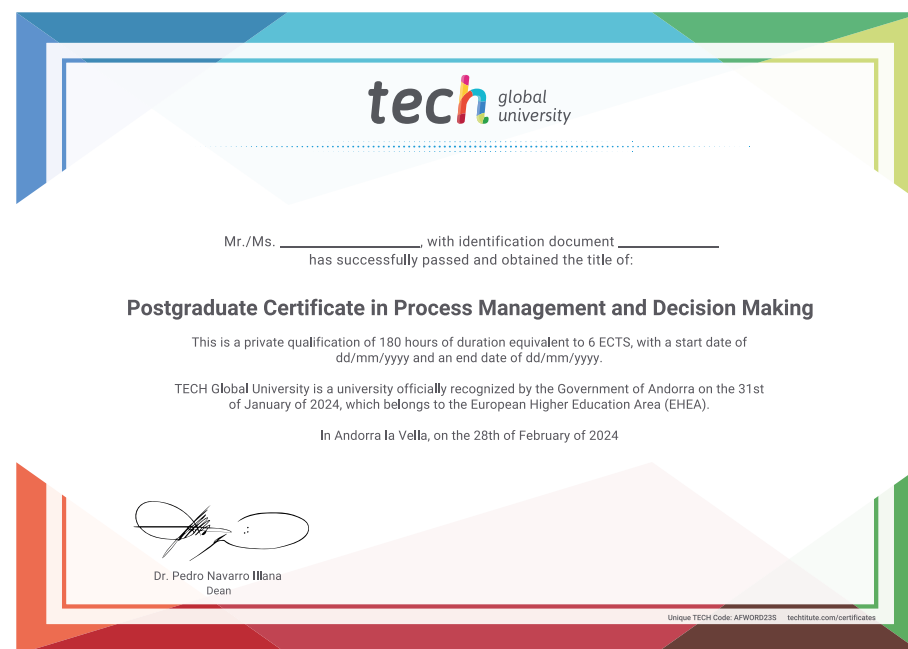 tech global university
Mr./Ms. ____________________, with identification document ______________
has successfully passed and obtained the title of:
Postgraduate Certificate in Process Management and Decision Making
This is a private qualification of 180 hours of duration equivalent to 6 ECTS, with a start date of
dd/mm/yyyy and an end date of dd/mm/yyyy.
TECH Global University is a university officially recognized by the Government of Andorra on the 31st
of January of 2024, which belongs to the European Higher Education Area (EHEA).
In Andorra la Vella, on the 28th of February of 2024
Dr. Pedro Navarro Illana
Dean
Unique TECH Code: AFWORD23S techtitute.com/certificates